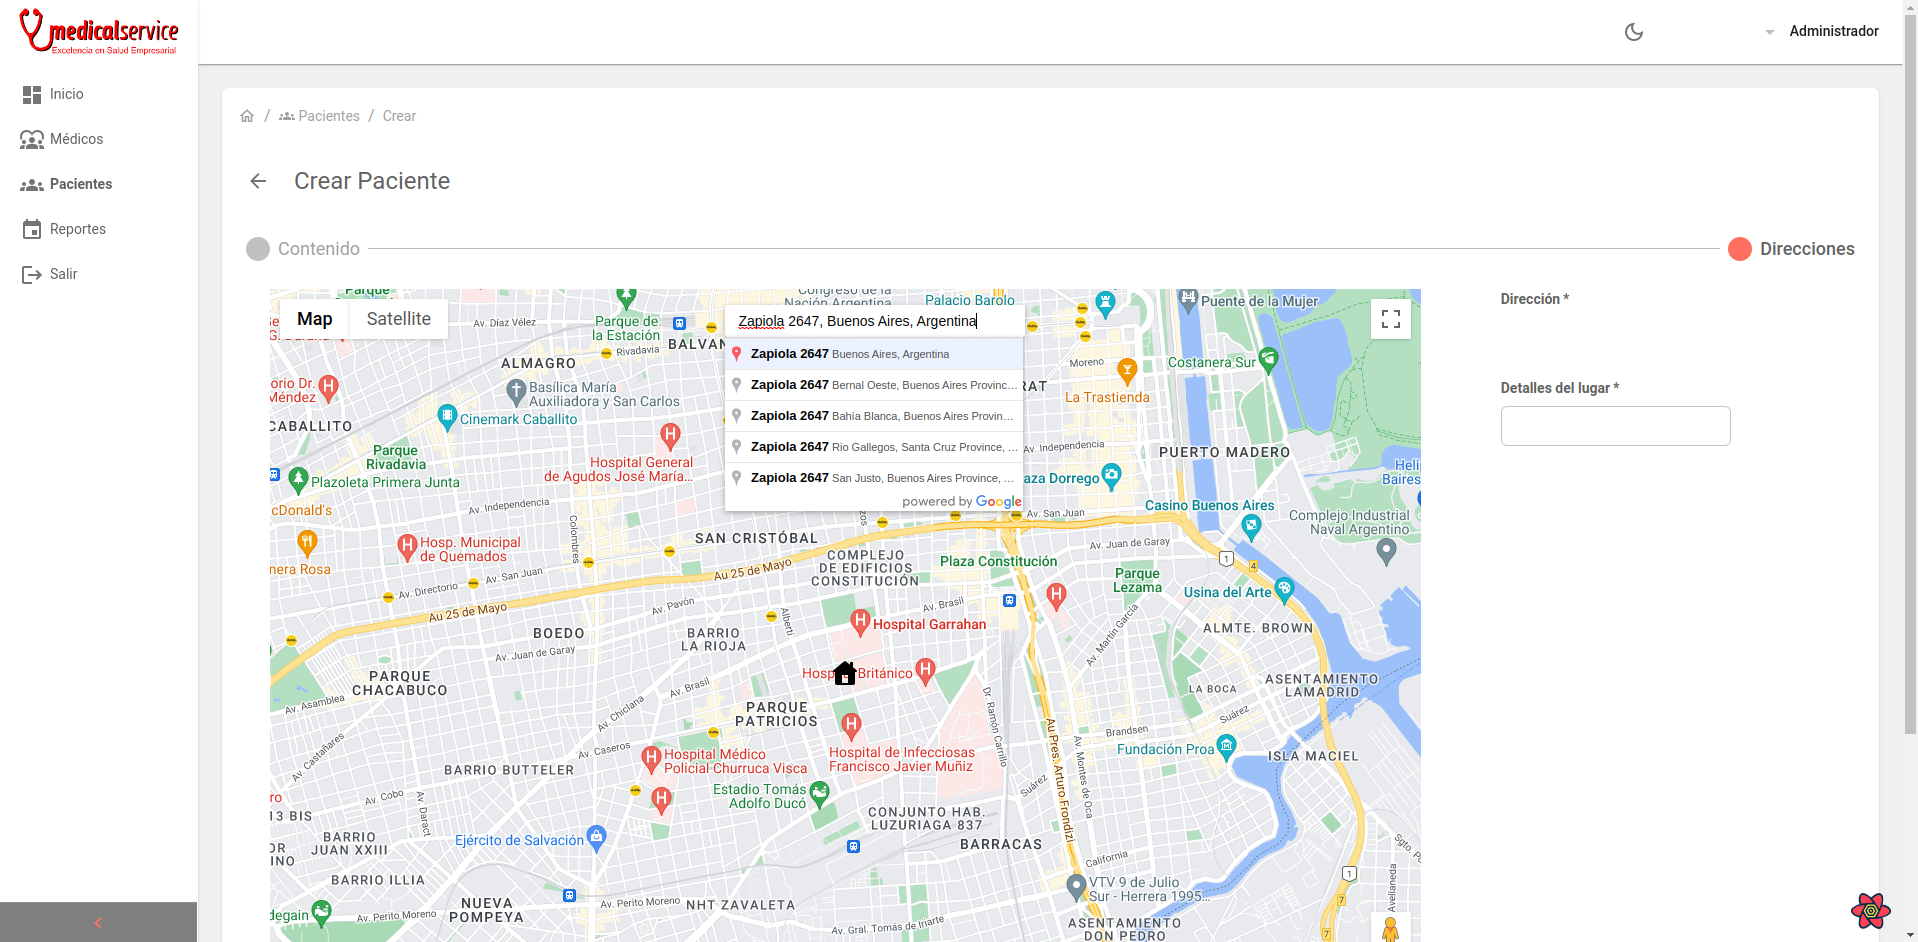 medicalservice
Excelencia en Salud Empresarial
Administrador
Inicio
Médicos
Pacientes
Reportes
Salir
/ Pacientes / Crear
Crear Paciente
Contenido
Direcciones
Map
Satellite
Zapiola 2647, Buenos Aires, Argentina
Zapiola 2647 Buenos Aires, Argentina
Zapiola 2647 Bernal Oeste, Buenos Aires Provinc...
Zapiola 2647 Bahía Blanca, Buenos Aires Provin...
Zapiola 2647 Rio Gallegos, Santa Cruz Province, ...
Zapiola 2647 San Justo, Buenos Aires Province, ...
powered by Google
Dirección *
Detalles del lugar *
Parque
Av. Díaz Vélez
Parque de
la Estación
Congreso de la
Nación Argentina
Palacio Barolo
Puente de la Mujer
Rivadavia
BALVAN
ALMAGRO
Moreno
Costanera Sur
orio Dr.
Méndez
Basílica María
Auxiliadora y San Carlos
RAT
La Trastienda
Cinemark Caballito
CABALLITO
Av. Independencia
PUERTO MADERO
Parque
Rivadavia
Hospital General
de Agudos José María...
Plazoleta Primera Junta
aza Dorrego
Heli
Baires
cDonald's
Av. Independencia
Colombres
Av. San Juan
Casino Buenos Aires
Complejo Industrial
Naval Argentino
Hosp. Municipal
de Quemados
SAN CRISTÓBAL
Av. Juan de Garay
1
nera Rosa
Av. San Juan
Au 25 de Mayo
COMPLEJO
DE EDIFICIOS
CONSTITUCIÓN
Plaza Constitución
4
Av. Directorio
Parque
Lezama
Usina del Arte
Au 25 de Mayo
Av. Pavón
Alberti
Av. Brasil
Av. Martín García
BOEDO
BARRIO
LA RIOJA
Hospital Garrahan
ALMTE. BROWN
Av. Juan de Garay
Hospital Británico
PARQUE
CHACABUCO
Av. Brasil
Dr. Ramón Carrillo
LA BOCA
ASENTAMIENTO
LAMADRID
Av. Asamblea
Av. Chiclana
PARQUE
PATRICIOS
Suárez
Av. Castañares
Av. Caseros
Hospital de Infecciosas
Francisco Javier Muñiz
Au Pres. Arturo Frondizi
Av. Montes de Oca
Brandsen
Fundación Proa
ISLA MACIEL
Hospital Médico
Policial Churruca Visca
BARRIO BUTTELER
Suárez
ro
13 BIS
Av. Cobo
Av. Daract
Estadio Tomás
Adolfo Ducó
CONJUNTO HAB.
LUZURIAGA 837
BARRIO
JUAN XXIII
Ejército de Salvación
BARRACAS
California
Sgto. Po
OR
INO
BARRIO ILLIA
VTV 9 de Julio
Sur - Herrera 1995...
1
Avellaneda
degain
Av. Perito Moreno
NUEVA
POMPEYA
Av. Perito Moreno
NHT ZAVALETA
Av. Gral. Tomás de Iriarte
ASENTAMIENTO
DON PEDRO
7
7